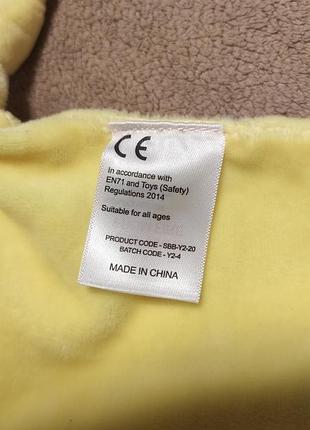 CE
In accordance with
EN71 and Toys (Safety)
Regulations 2014
Suitable for all ages
PRODUCT CODE - SBB-Y2-20
BATCH CODE - Y2-4
MADE IN CHINA